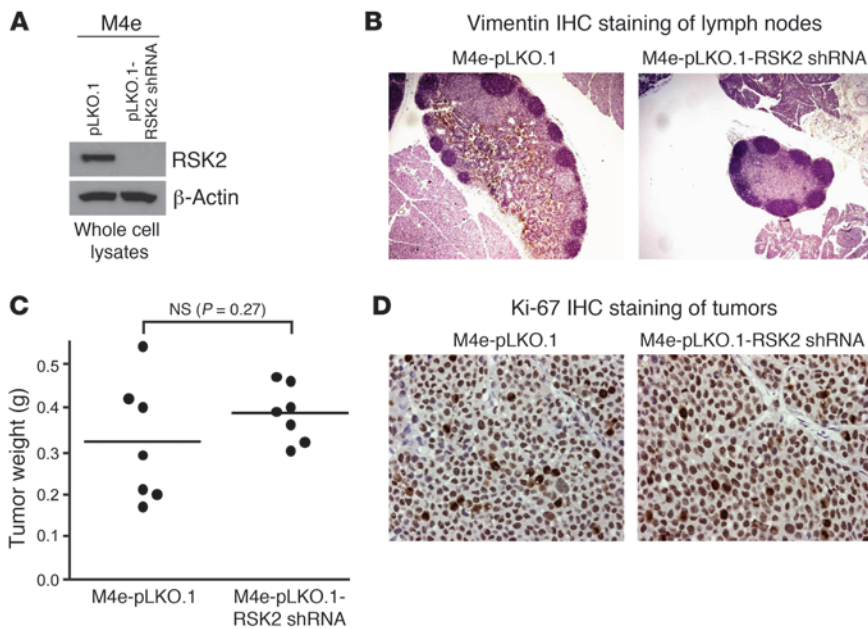 A
M4e
pLKO.1
pLKO.1-
RSK2 shRNA
RSK2
β-Actin
Whole cell
lysates
B
Vimentin IHC staining of lymph nodes
M4e-pLKO.1
M4e-pLKO.1-RSK2 shRNA
C
NS (P = 0.27)
Tumor weight (g)
0.5
0.4
0.3
0.2
0.1
0.0
M4e-pLKO.1
M4e-pLKO.1-
RSK2 shRNA
D
Ki-67 IHC staining of tumors
M4e-pLKO.1
M4e-pLKO.1-RSK2 shRNA